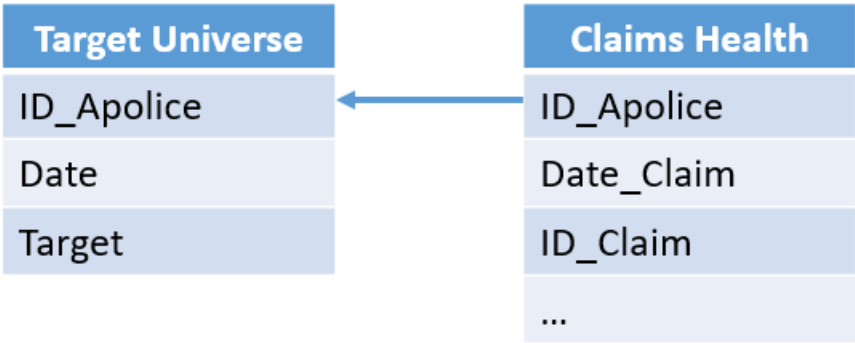 Target Universe
ID_Apolice
Date
Target
Claims Health
ID_Apolice
Date_Claim
ID_Claim
...